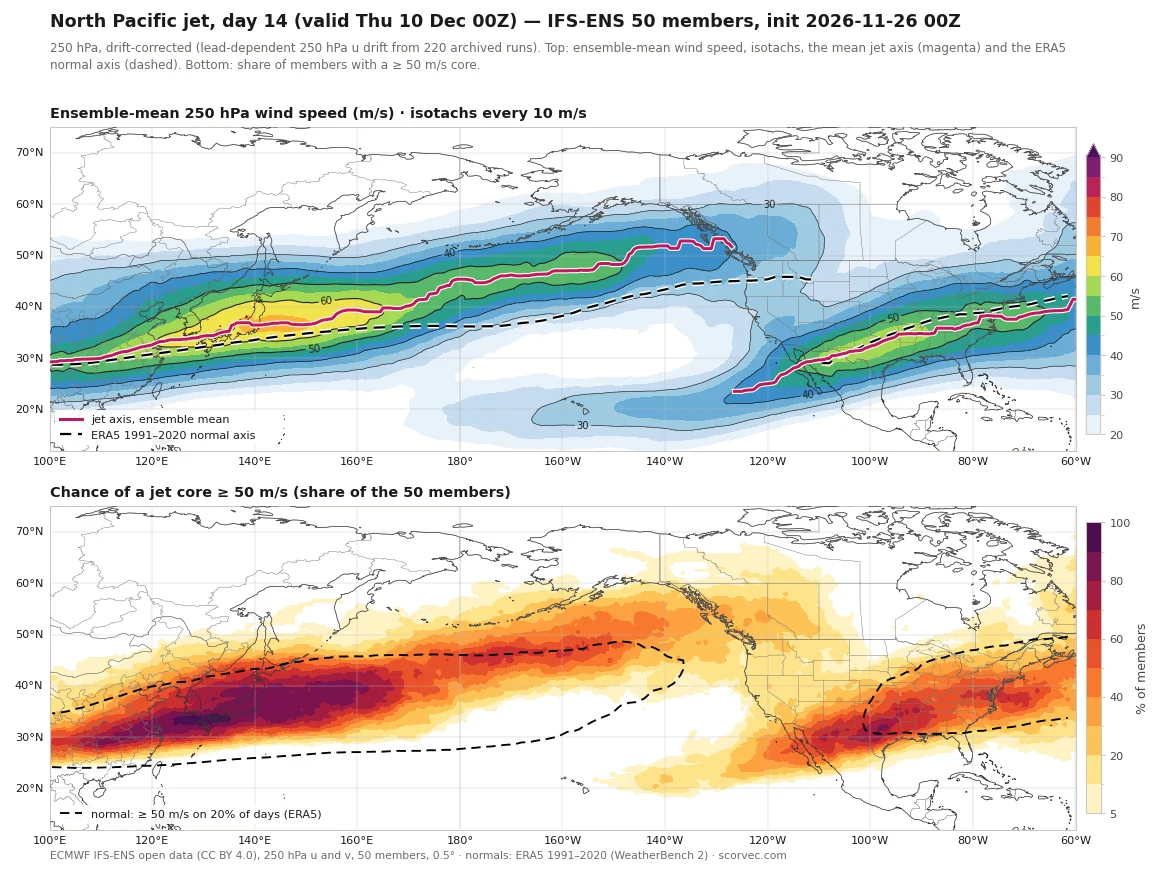 North Pacific jet, day 14 (valid Thu 10 Dec 00Z) — IFS-ENS 50 members, init 2026-11-26 00Z
250 hPa, drift-corrected (lead-dependent 250 hPa u drift from 220 archived runs). Top: ensemble-mean wind speed, isotachs, the mean jet axis (magenta) and the ERA5
normal axis (dashed). Bottom: share of members with a ≥ 50 m/s core.
Ensemble-mean 250 hPa wind speed (m/s) · isotachs every 10 m/s
70°N
60°N
50°N
40°N
30°N
20°N
30
40
60
50
50
40
30
jet axis, ensemble mean
ERA5 1991–2020 normal axis
100°E 120°E 140°E 160°E 180° 160°W 140°W 120°W 100°W 80°W 60°W
90
80
70
60
50
40
30
20
m/s
Chance of a jet core ≥ 50 m/s (share of the 50 members)
70°N
60°N
50°N
40°N
30°N
20°N
normal: ≥ 50 m/s on 20% of days (ERA5)
100°E 120°E 140°E 160°E 180° 160°W 140°W 120°W 100°W 80°W 60°W
100
80
60
40
20
5
% of members
ECMWF IFS-ENS open data (CC BY 4.0), 250 hPa u and v, 50 members, 0.5° · normals: ERA5 1991–2020 (WeatherBench 2) · scorvec.com